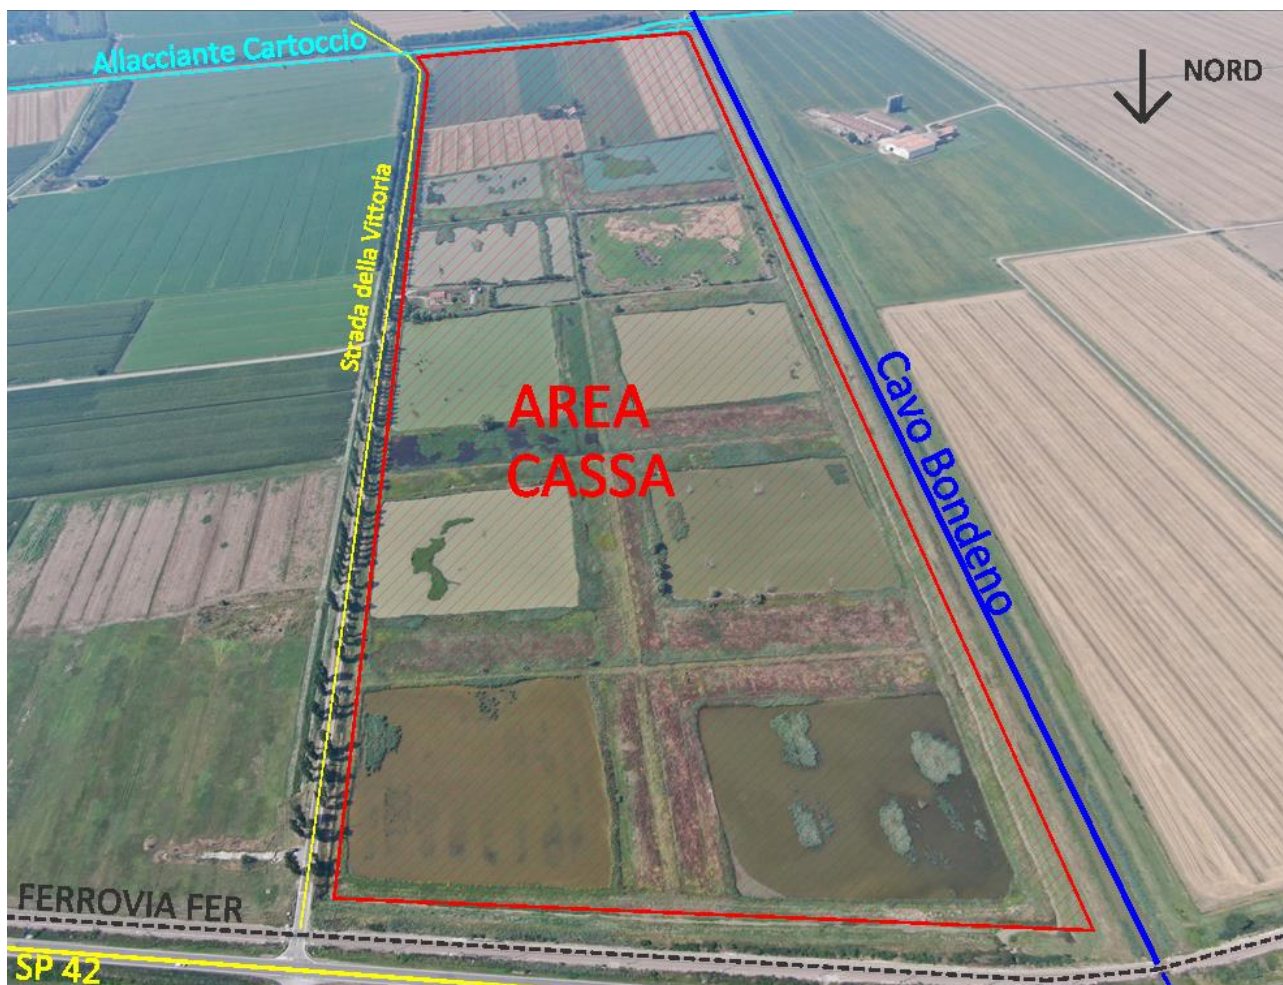 Allacciante Cartoccio
NORD
Strada della Vittoria
AREA
CASSA
Cavo Bondeno
FERROVIA FER
SP 42